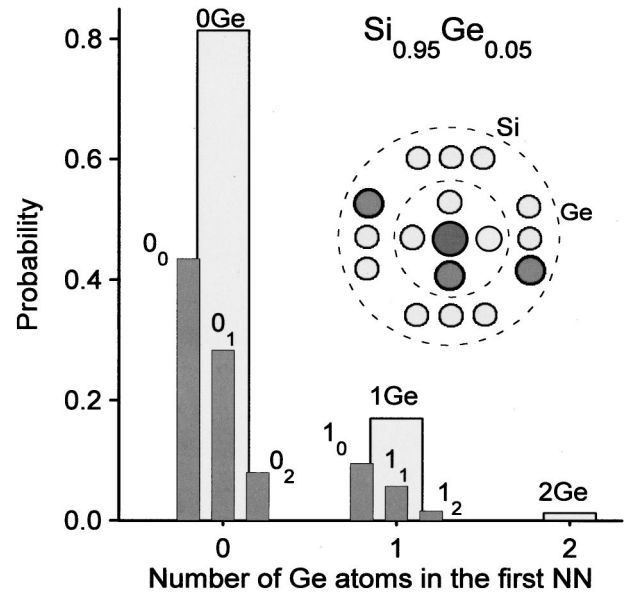 0Ge
Si0.95Ge0.05
0.8
Si
0.6
Ge
Probability
00
0.4
01
1Ge
0.2
10
02
11
12
2Ge
0.0
0
1
2
Number of Ge atoms in the first NN